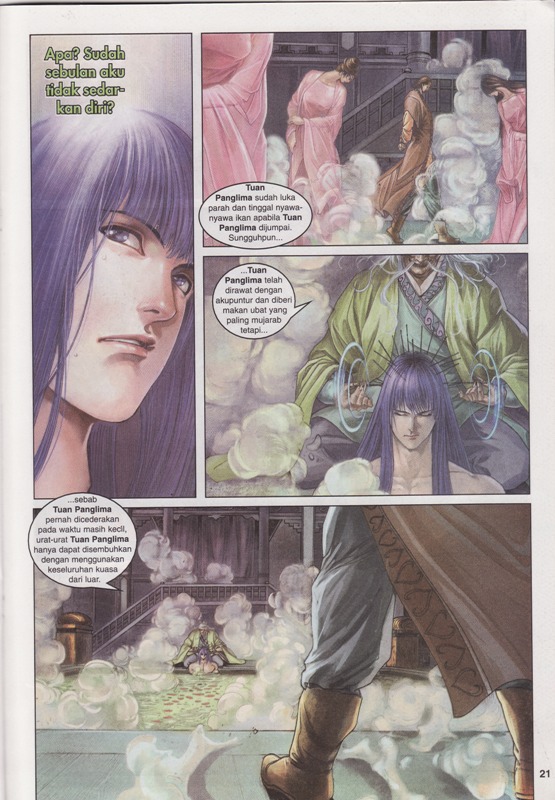 Apa? Sudah
sebulan aku
tidak sedar-
kan diri?
Tuan
Panglima sudah luka
parah dan tinggal nyawa-
nyawa ikan apabila Tuan
Panglima dijumpai.
Sungguhpun...
...Tuan
Panglima telah
dirawat dengan
akupuntur dan diberi
makan ubat yang
paling mujarab
tetapi...
...sebab
Tuan Panglima
pernah dicederakan
pada waktu masih kecil,
urat-urat Tuan Panglima
hanya dapat disembuhkan
dengan menggunakan
keseluruhan kuasa
dari luar.
21